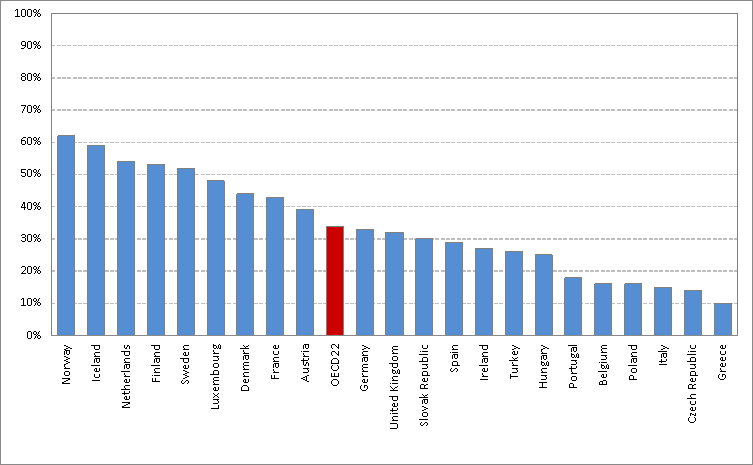 100%
90%
80%
70%
60%
50%
40%
30%
20%
10%
0%
Norway
Iceland
Netherlands
Finland
Sweden
Luxembourg
Denmark
France
Austria
OECD22
Germany
United Kingdom
Slovak Republic
Spain
Ireland
Turkey
Hungary
Portugal
Belgium
Poland
Italy
Czech Republic
Greece